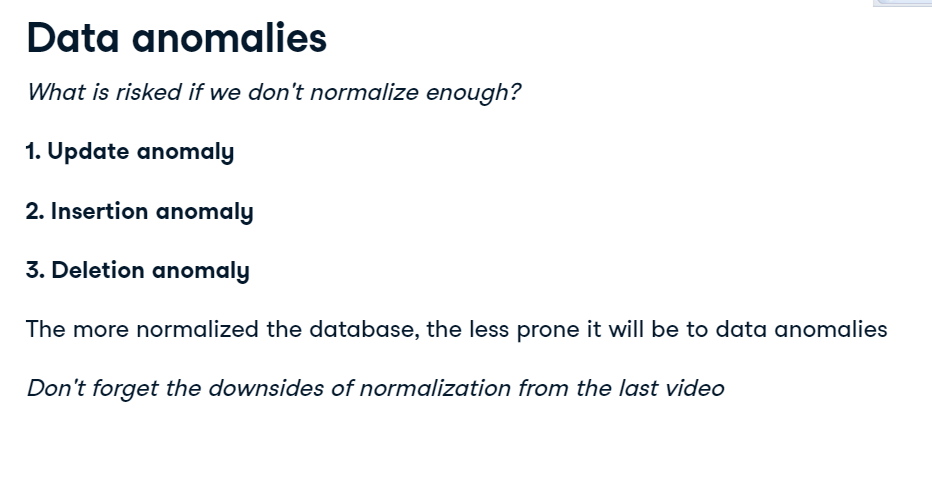 Data anomalies
What is risked if we don't normalize enough?
1. Update anomaly
2. Insertion anomaly
3. Deletion anomaly
The more normalized the database, the less prone it will be to data anomalies
Don't forget the downsides of normalization from the last video